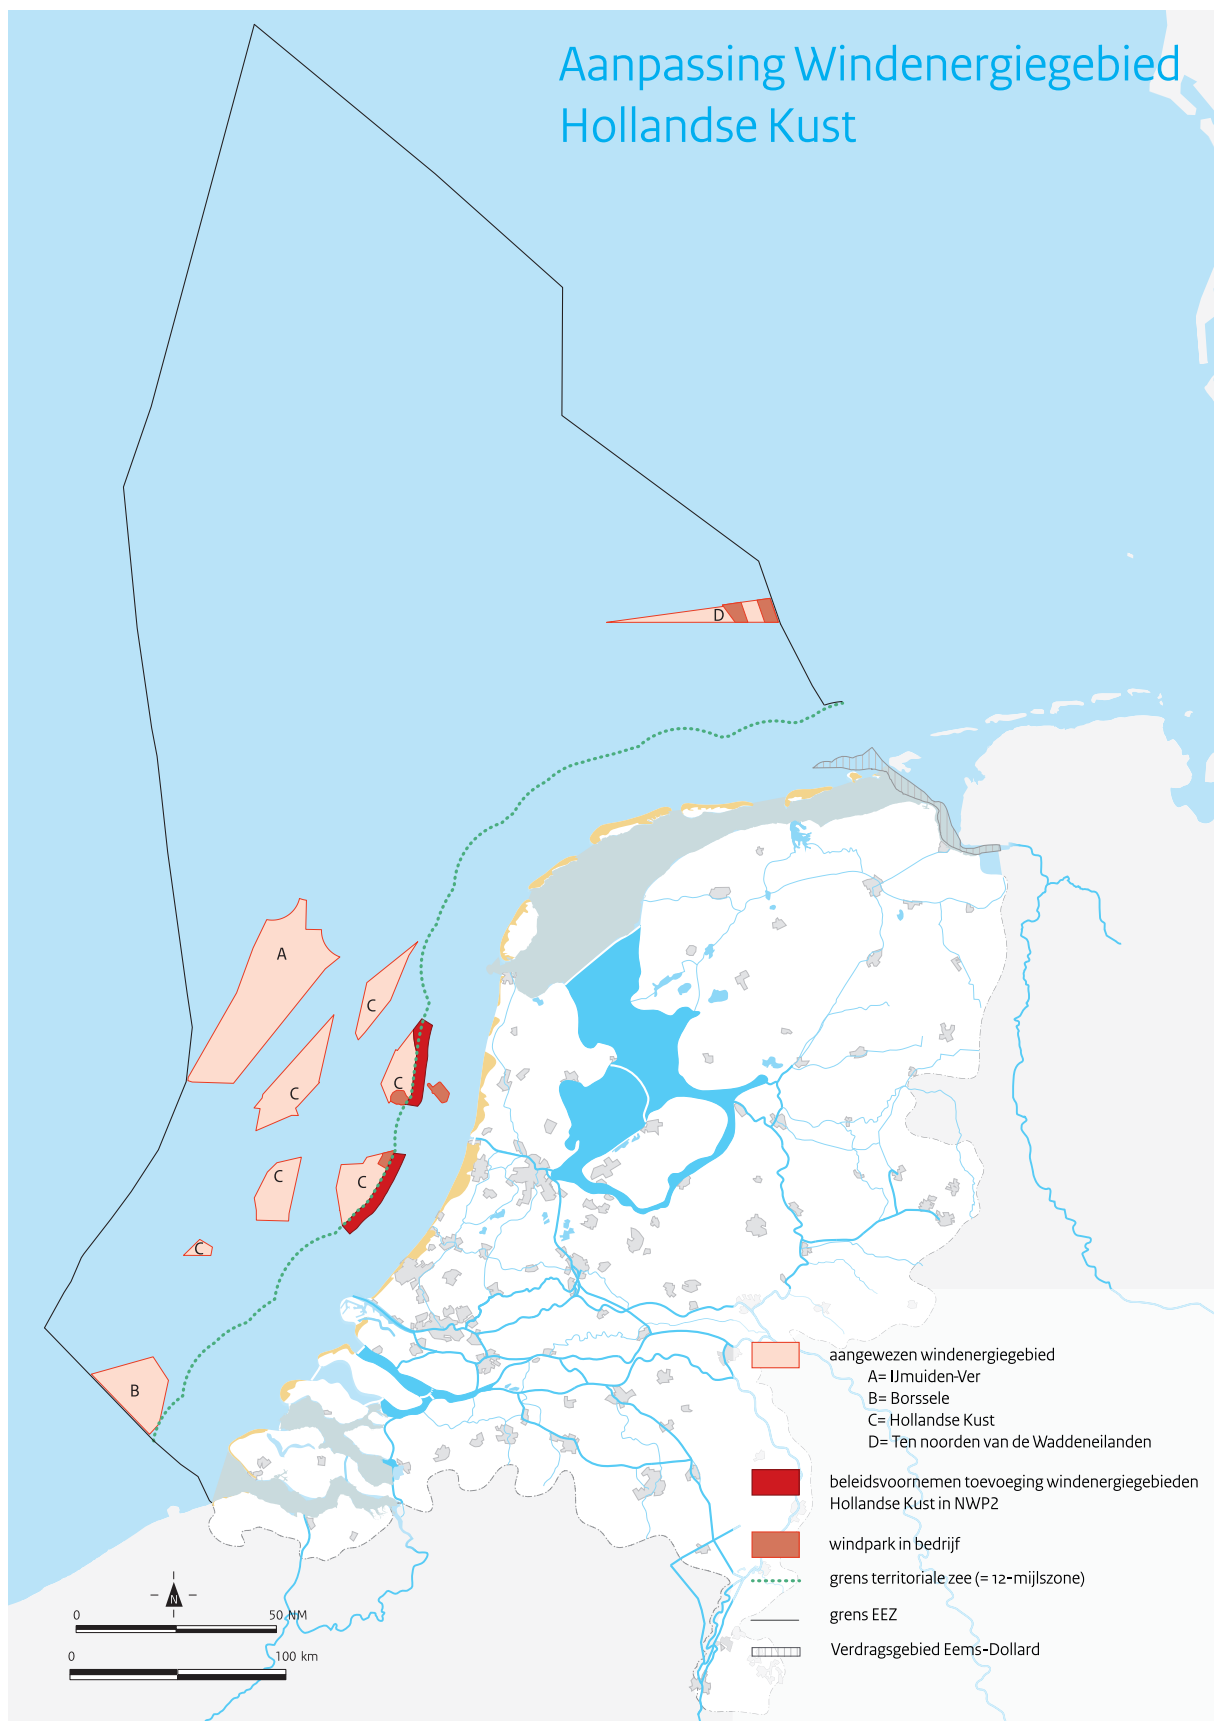 Aanpassing Windenergiegebied
Hollandse Kust
D
A
C
C
C
C
C
C
B
aangewezen windenergiegebied
A= IJmuiden-Ver
B= Borssele
C= Hollandse Kust
D= Ten noorden van de Waddeneilanden
beleidsvoornemen toevoeging windenergiegebieden
Hollandse Kust in NWP2
windpark in bedrijf
grens territoriale zee (= 12-mijlszone)
grens EEZ
Verdragsgebied Eems-Dollard
N
0 50 NM
0 100 km